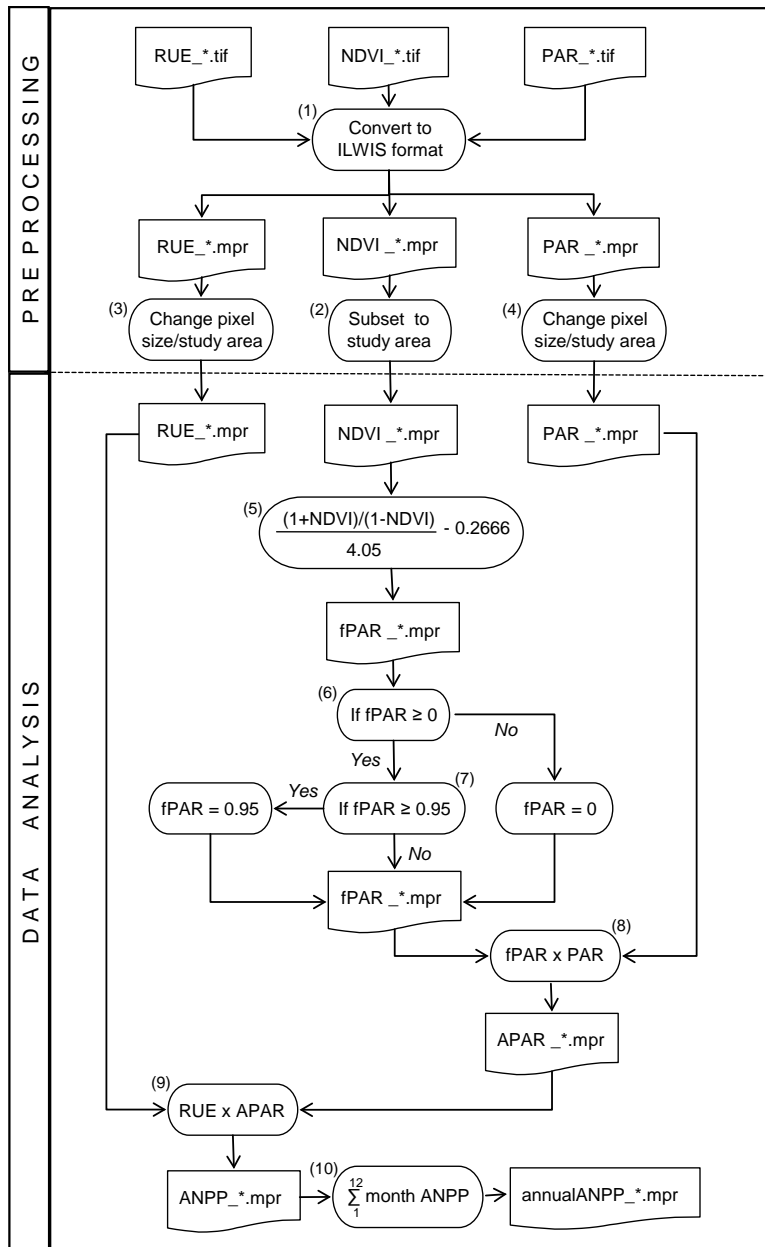 PREPROCESSING
RUE_*.tif
NDVI_*.tif
PAR_*.tif
(1)
Convert to
ILWIS format
RUE_*.mpr
NDVI _*.mpr
PAR _*.mpr
(3)
Change pixel
size/study area
(2)
Subset to
study area
(4)
Change pixel
size/study area
DATA ANALYSIS
RUE_*.mpr
NDVI _*.mpr
PAR _*.mpr
(5)
(1+NDVI)/(1-NDVI)
4.05
- 0.2666
fPAR _*.mpr
(6)
If fPAR ≥ 0
No
Yes
(7)
fPAR = 0.95
Yes
If fPAR ≥ 0.95
fPAR = 0
No
fPAR _*.mpr
(8)
fPAR x PAR
APAR _*.mpr
(9)
RUE x APAR
ANPP_*.mpr
(10)
12
∑ month ANPP
1
annualANPP_*.mpr